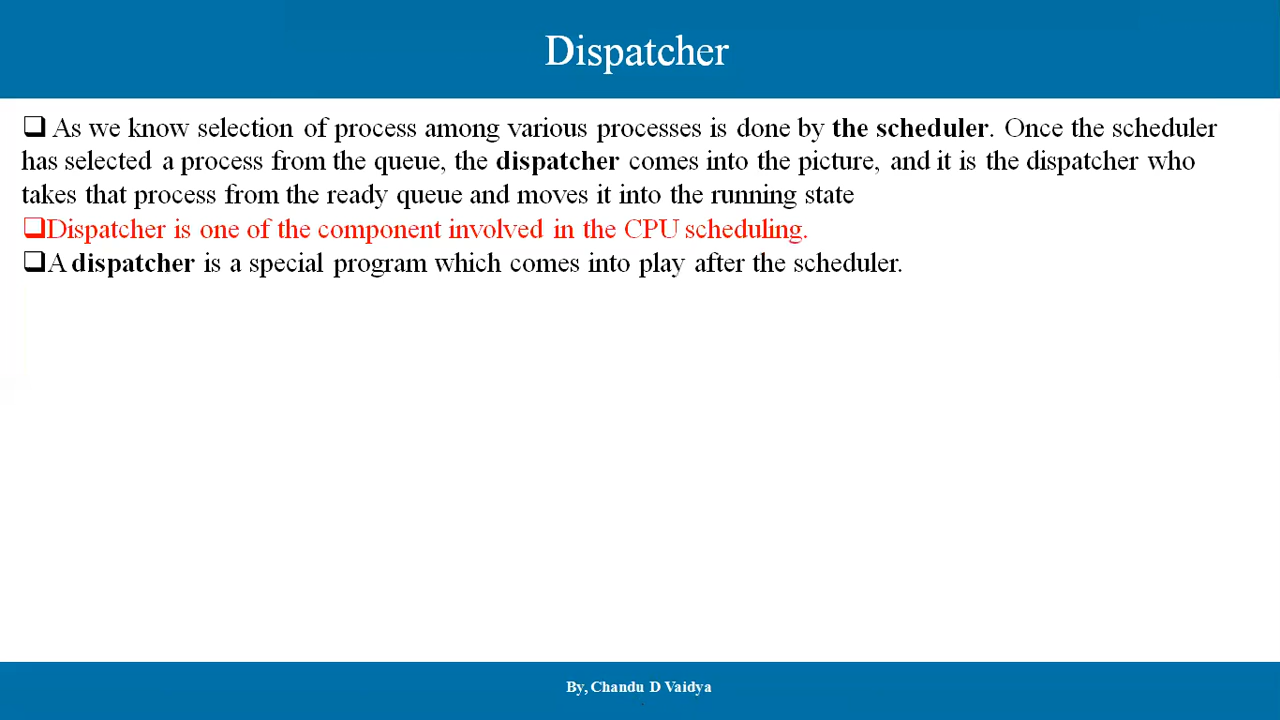 Dispatcher
❑ As we know selection of process among various processes is done by the scheduler. Once the scheduler
has selected a process from the queue, the dispatcher comes into the picture, and it is the dispatcher who
takes that process from the ready queue and moves it into the running state
❑Dispatcher is one of the component involved in the CPU scheduling.
❑A dispatcher is a special program which comes into play after the scheduler.
By, Chandu D Vaidya